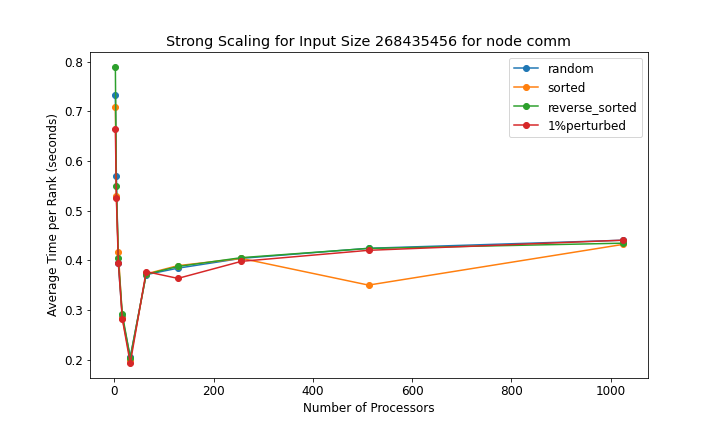 Strong Scaling for Input Size 268435456 for node comm
random
sorted
reverse_sorted
1%perturbed
Average Time per Rank (seconds)
0.8
0.7
0.6
0.5
0.4
0.3
0.2
0
200
400
600
800
1000
Number of Processors